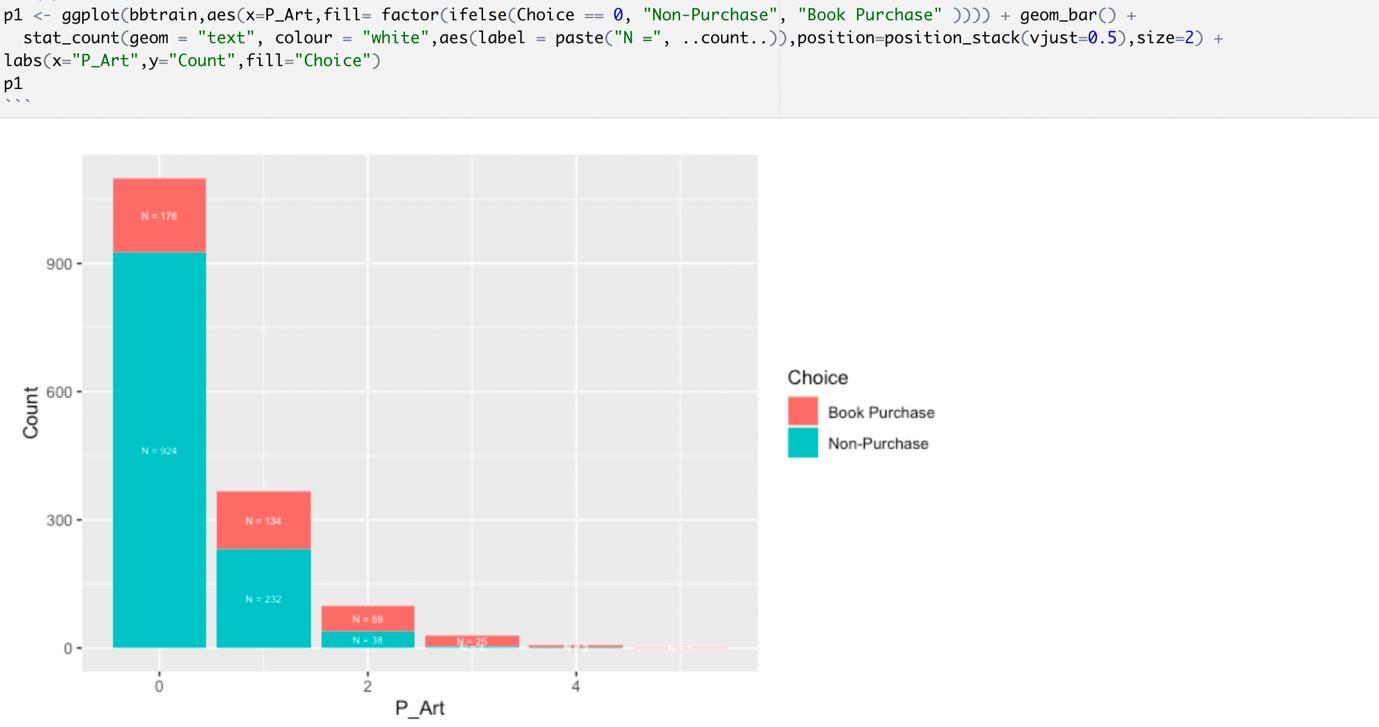 p1 <- ggplot(bbtrain,aes(x=P_Art,fill= factor(ifelse(Choice == 0, "Non-Purchase", "Book Purchase" )))) + geom_bar() +
stat_count(geom = "text", colour = "white",aes(label = paste("N =", ..count..)),position=position_stack(vjust=0.5),size=2) +
labs(x="P_Art",y="Count",fill="Choice")
p1
```
N = 176
900
Choice
Count
600
Book Purchase
Non-Purchase
N = 924
300
N = 134
N = 232
N = 59
N = 38
N = 25
0
0 2 4
P_Art